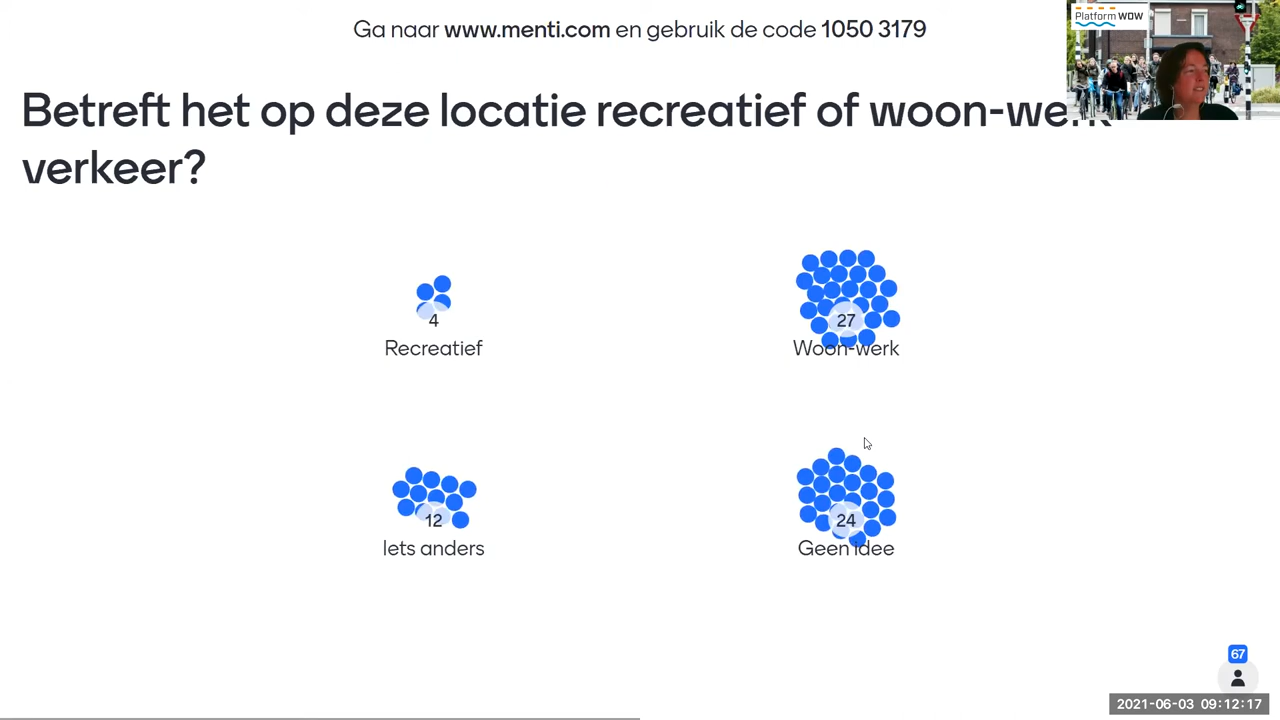 Ga naar www.menti.com en gebruik de code 1050 3179
Platform WOW
Betreft het op deze locatie recreatief of woon-werk
verkeer?
4
Recreatief
27
Woon-werk
12
Iets anders
24
Geen idee
67
2021-06-03 09:12:17